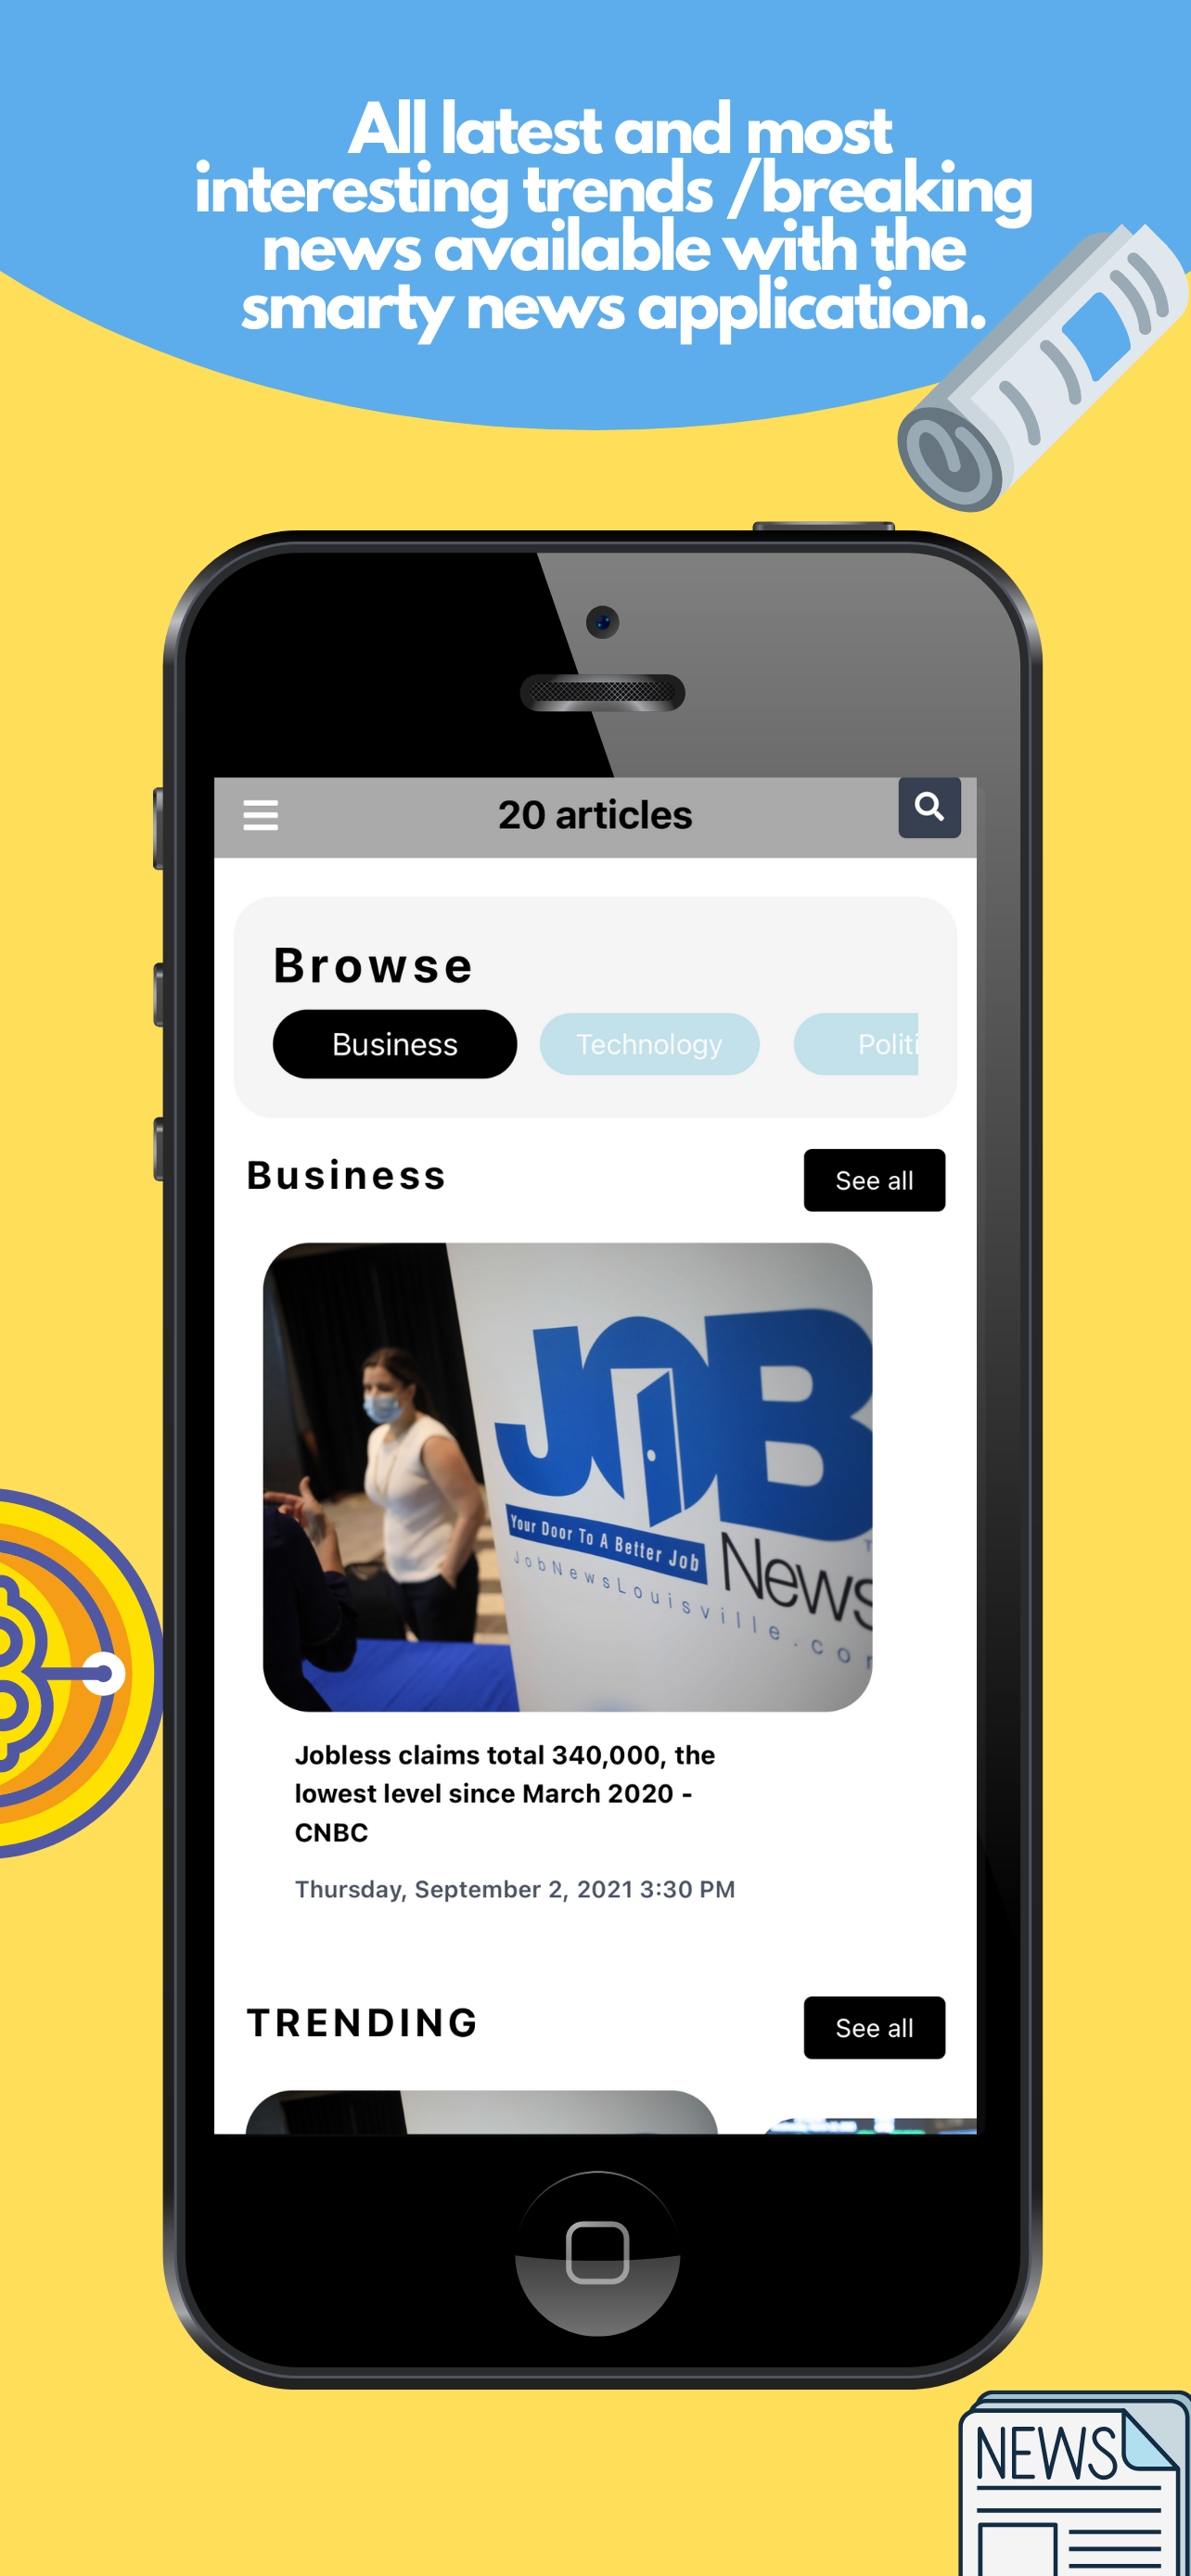 All latest and most
interesting trends /breaking
news available with the
smarty news application.
20 articles
Browse
Business
Technology
Politi
Business
See all
JOB
Your Door To A Better Job
News
JobNewsLouisville.co
Jobless claims total 340,000, the
lowest level since March 2020 -
CNBC
Thursday, September 2, 2021 3:30 PM
TRENDING
See all
NEWS